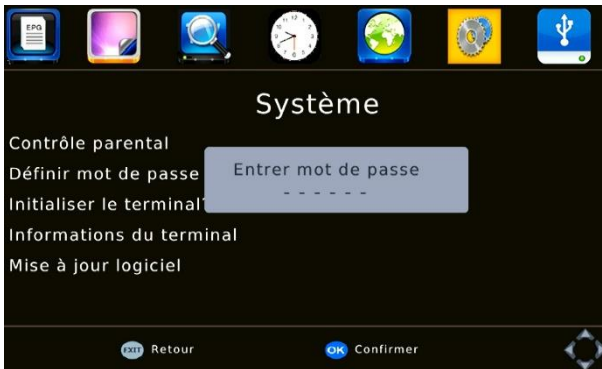 EPG
Système
Contrôle parental
Définir mot de passe
Entrer mot de passe
- - - - - -
Initialiser le terminal
Informations du terminal
Mise à jour logiciel
EXIT Retour
OK Confirmer